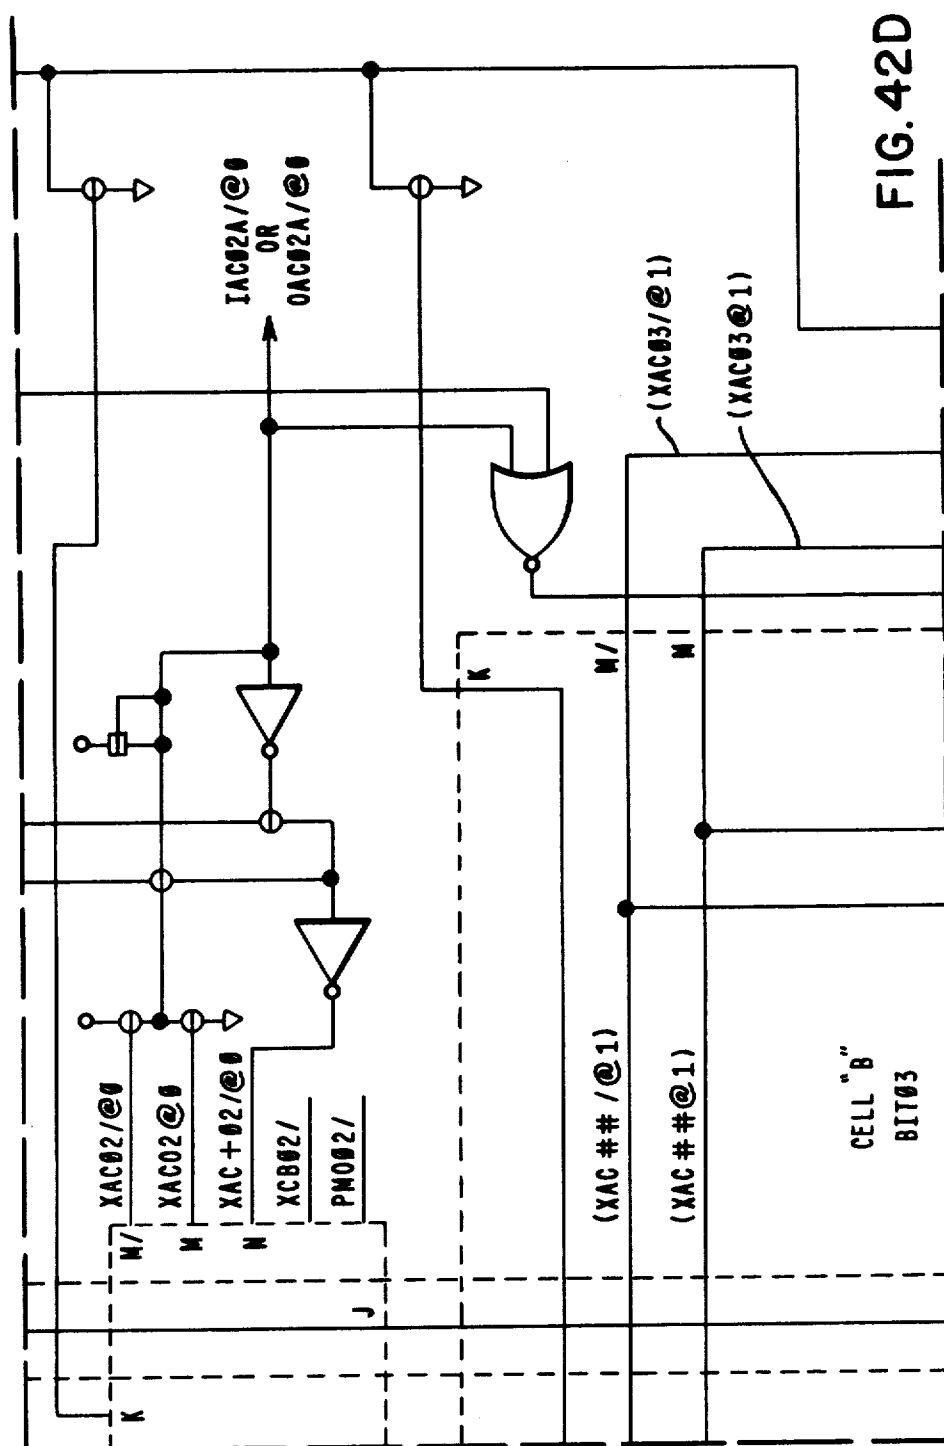 FIG. 42D
IAC02A/@0
OR
OAC02A/@0
(XAC03/@1)
(XAC03@1)
XAC02/@0
XAC02@0
XAC+02/@0
XCB02/
PMO02/
M/
M
N
J
K
K
M/
M
(XAC##/@1)
(XAC##@1)
CELL "B"
BIT03